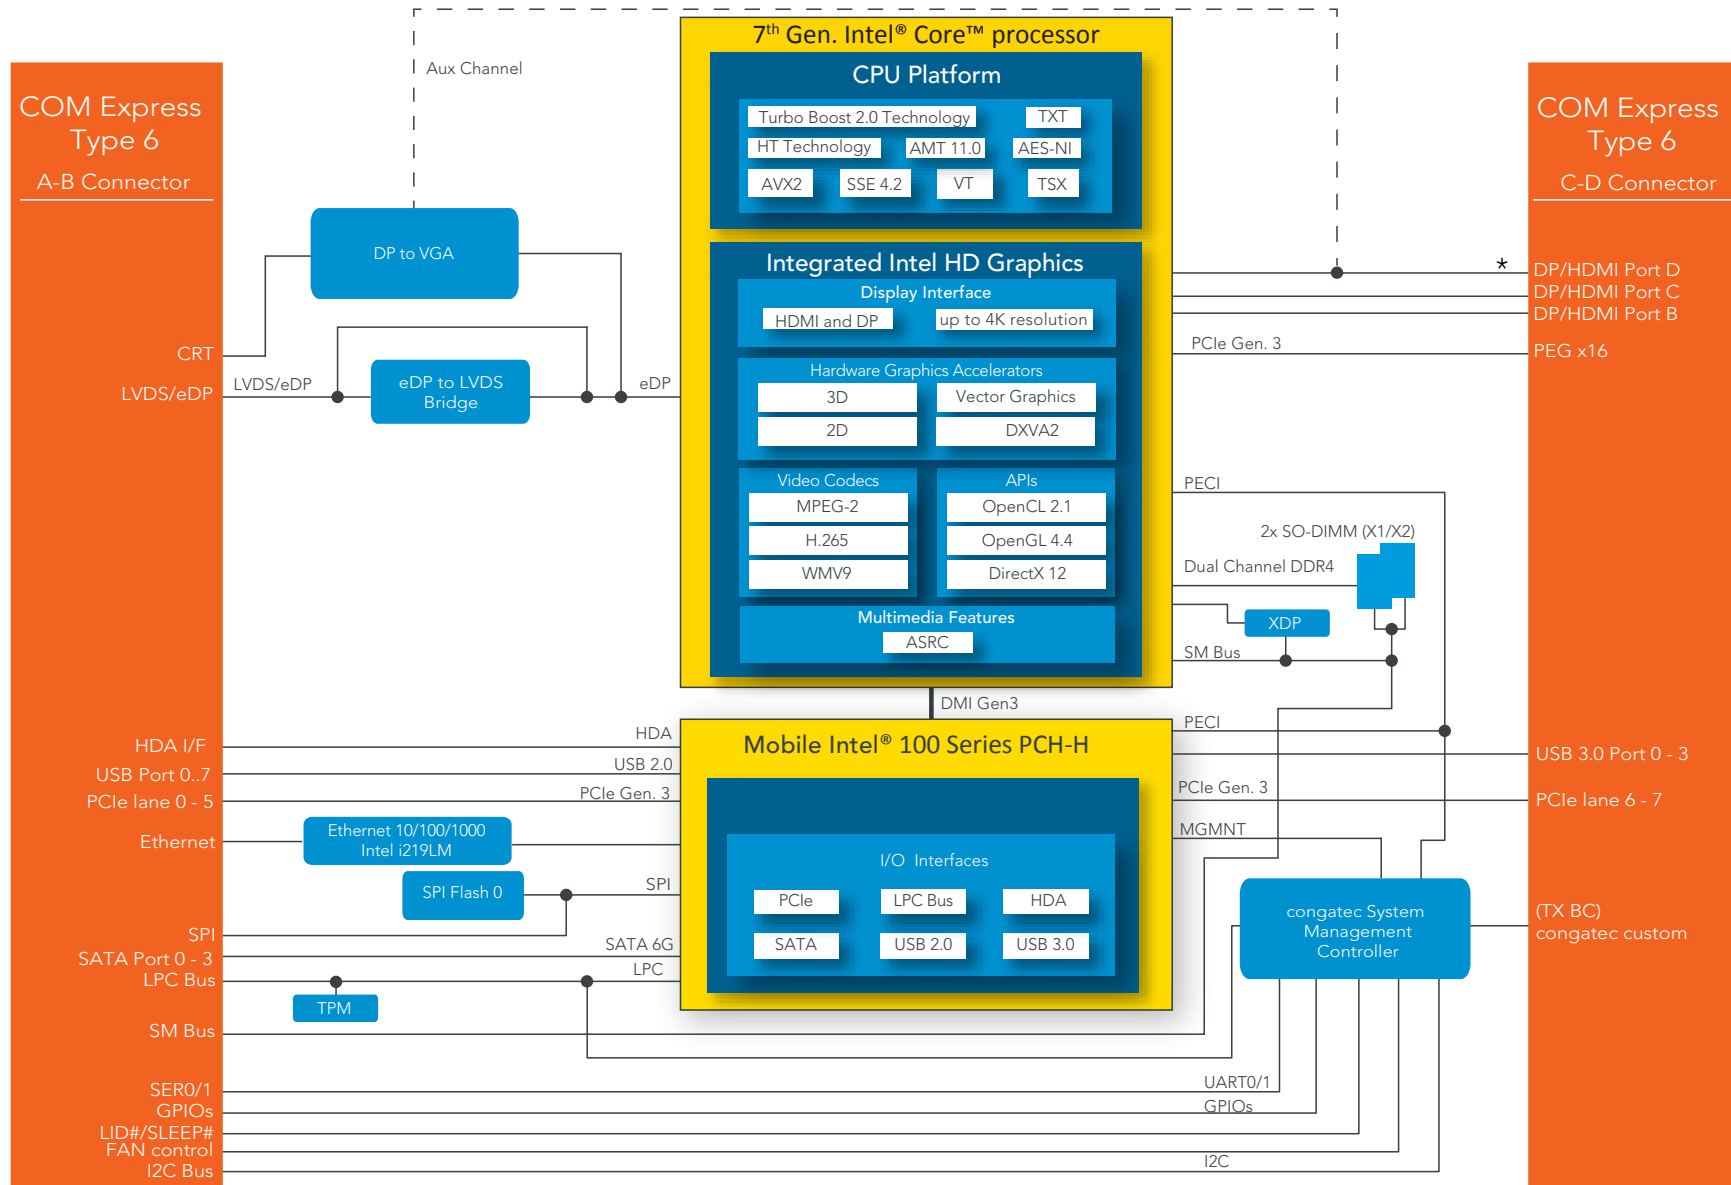 7th Gen. Intel® Core™ processor
Aux Channel
CPU Platform
COM Express
Type 6
A-B Connector
COM Express
Type 6
C-D Connector
Turbo Boost 2.0 Technology
TXT
HT Technology
AMT 11.0
AES-NI
AVX2
SSE 4.2
VT
TSX
DP to VGA
Integrated Intel HD Graphics
Display Interface
HDMI and DP
up to 4K resolution
*
DP/HDMI Port D
DP/HDMI Port C
DP/HDMI Port B
PCIe Gen. 3
PEG x16
CRT
LVDS/eDP
LVDS/eDP
eDP to LVDS
Bridge
eDP
Hardware Graphics Accelerators
3D
Vector Graphics
2D
DXVA2
Video Codecs
MPEG-2
H.265
WMV9
APIs
OpenCL 2.1
OpenGL 4.4
DirectX 12
PECI
2x SO-DIMM (X1/X2)
Dual Channel DDR4
XDP
SM Bus
Multimedia Features
ASRC
DMI Gen3
Mobile Intel® 100 Series PCH-H
HDA I/F
HDA
USB Port 0..7
USB 2.0
PCIe lane 0 - 5
PCIe Gen. 3
PECI
USB 3.0 Port 0 - 3
PCIe Gen. 3
PCIe lane 6 - 7
MGMNT
Ethernet
Ethernet 10/100/1000
Intel i219LM
SPI Flash 0
SPI
SPI
SATA Port 0 - 3
SATA 6G
LPC Bus
LPC
TPM
I/O Interfaces
PCIe
LPC Bus
HDA
SATA
USB 2.0
USB 3.0
congatec System
Management
Controller
(TX BC)
congatec custom
SM Bus
SER0/1
UART0/1
GPIOs
GPIOs
LID#/SLEEP#
FAN control
I2C Bus
I2C